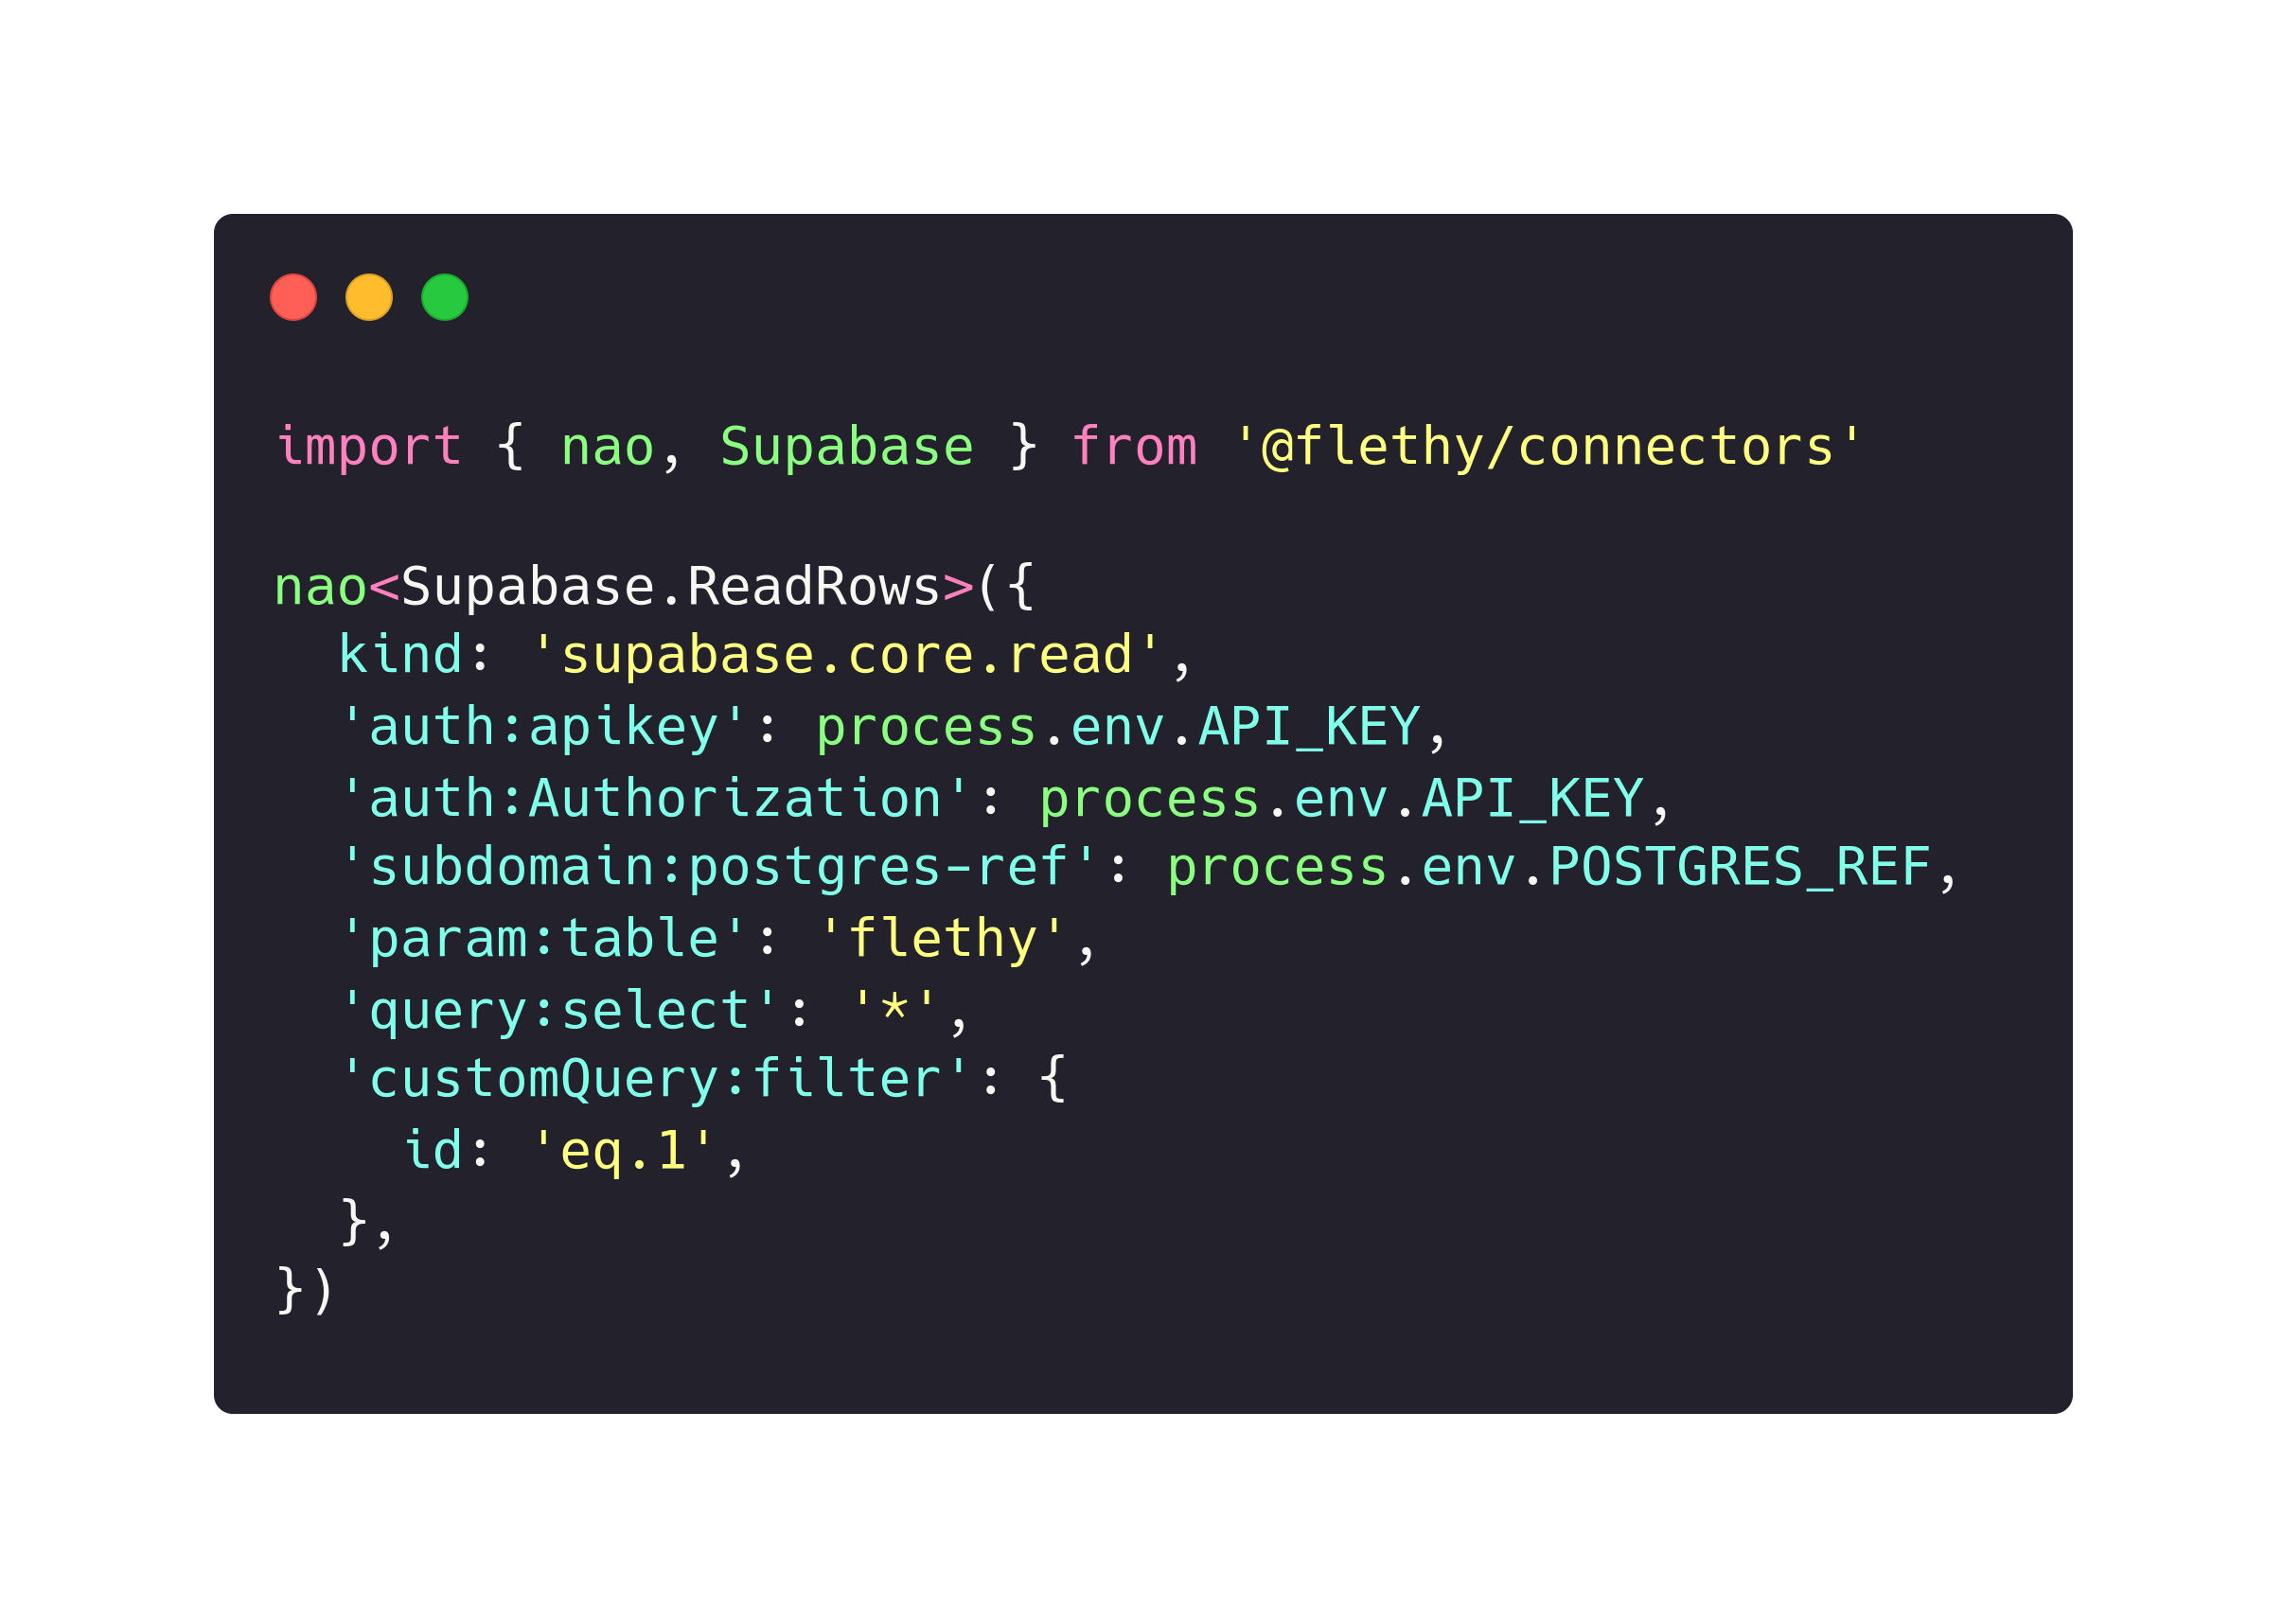 import { nao, Supabase } from '@flethy/connectors'

nao<Supabase.ReadRows>({
  kind: 'supabase.core.read',
  'auth:apikey': process.env.API_KEY,
  'auth:Authorization': process.env.API_KEY,
  'subdomain:postgres-ref': process.env.POSTGRES_REF,
  'param:table': 'flethy',
  'query:select': '*',
  'customQuery:filter': {
    id: 'eq.1',
  },
})